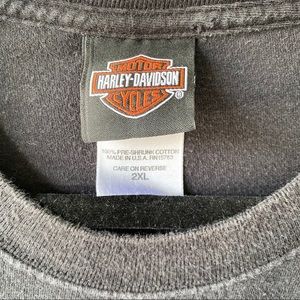 MOTOR
HARLEY-DAVIDSON
CYCLES
®
100% PRE-SHRUNK COTTON
MADE IN U.S.A. RN15763
CARE ON REVERSE
2XL